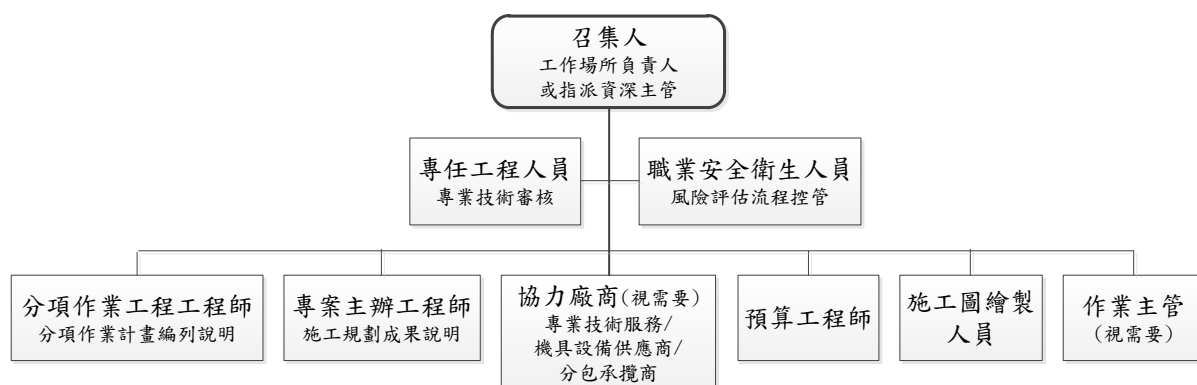 召集人
工作場所負責人
或指派資深主管
專任工程人員
專業技術審核
職業安全衛生人員
風險評估流程控管
分項作業工程工程師
分項作業計畫編列說明
專案主辦工程師
施工規劃成果說明
協力廠商(視需要)
專業技術服務/
機具設備供應商/
分包承攬商
預算工程師
施工圖繪製
人員
作業主管
(視需要)